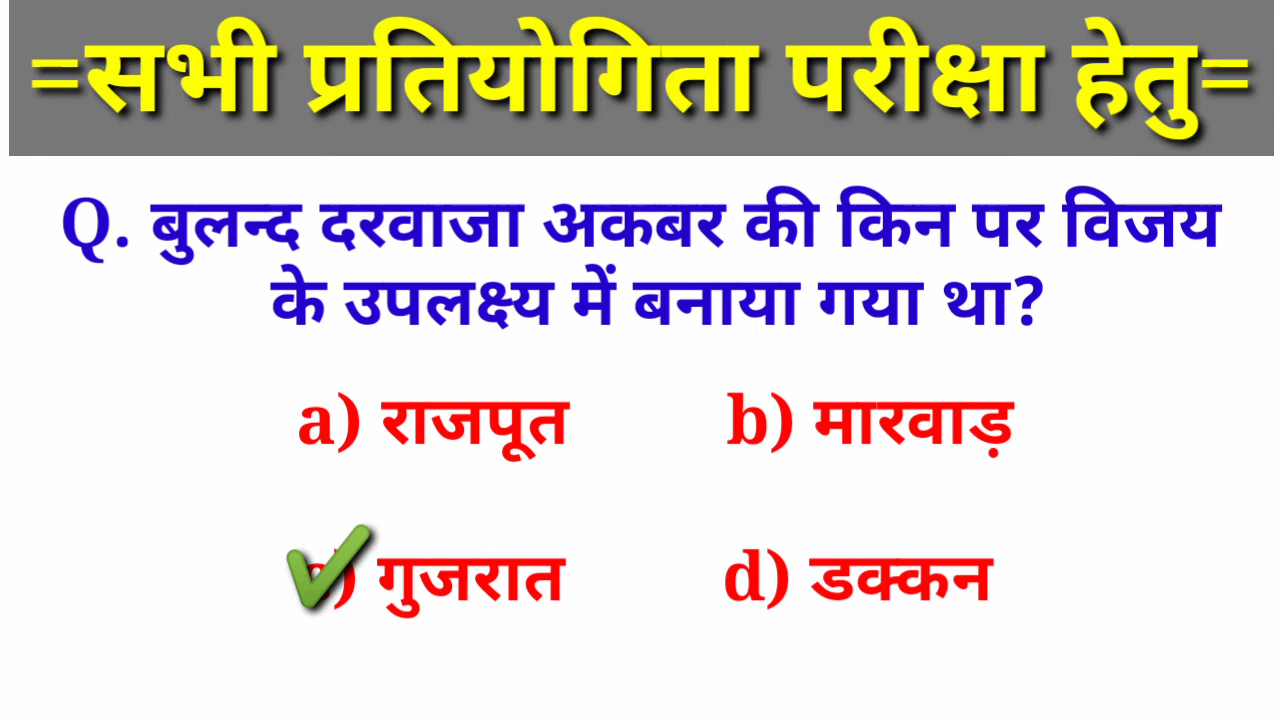 =सभी प्रतियोगिता परीक्षा हेतु=
Q. बुलन्द दरवाजा अकबर की किन पर विजय
के उपलक्ष्य में बनाया गया था?
a) राजपूत b) मारवाड़
c) गुजरात d) डक्कन